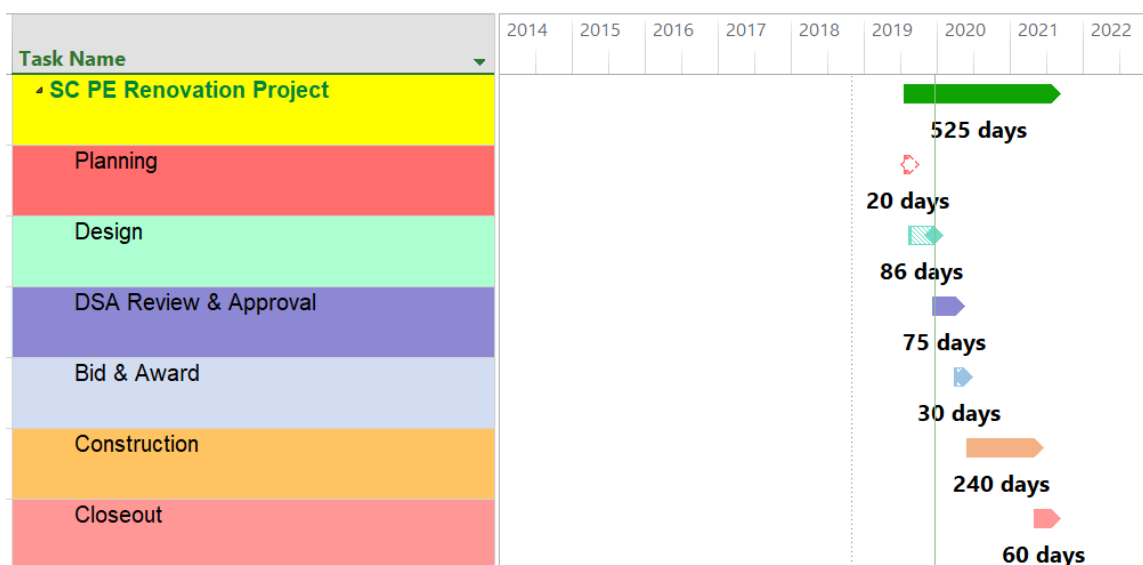 2014 2015 2016 2017 2018 2019 2020 2021 2022
Task Name
SC PE Renovation Project
525 days
Planning
20 days
Design
86 days
DSA Review & Approval
75 days
Bid & Award
30 days
Construction
240 days
Closeout
60 days